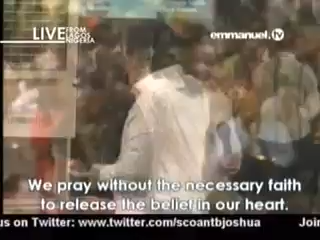 LIVE FROM
LAGOS
NIGERIA
emmanuel.tv
We pray without the necessary faith
to release the belief in our heart.
us on Twitter: www.twitter.com/scoantbjoshua Join